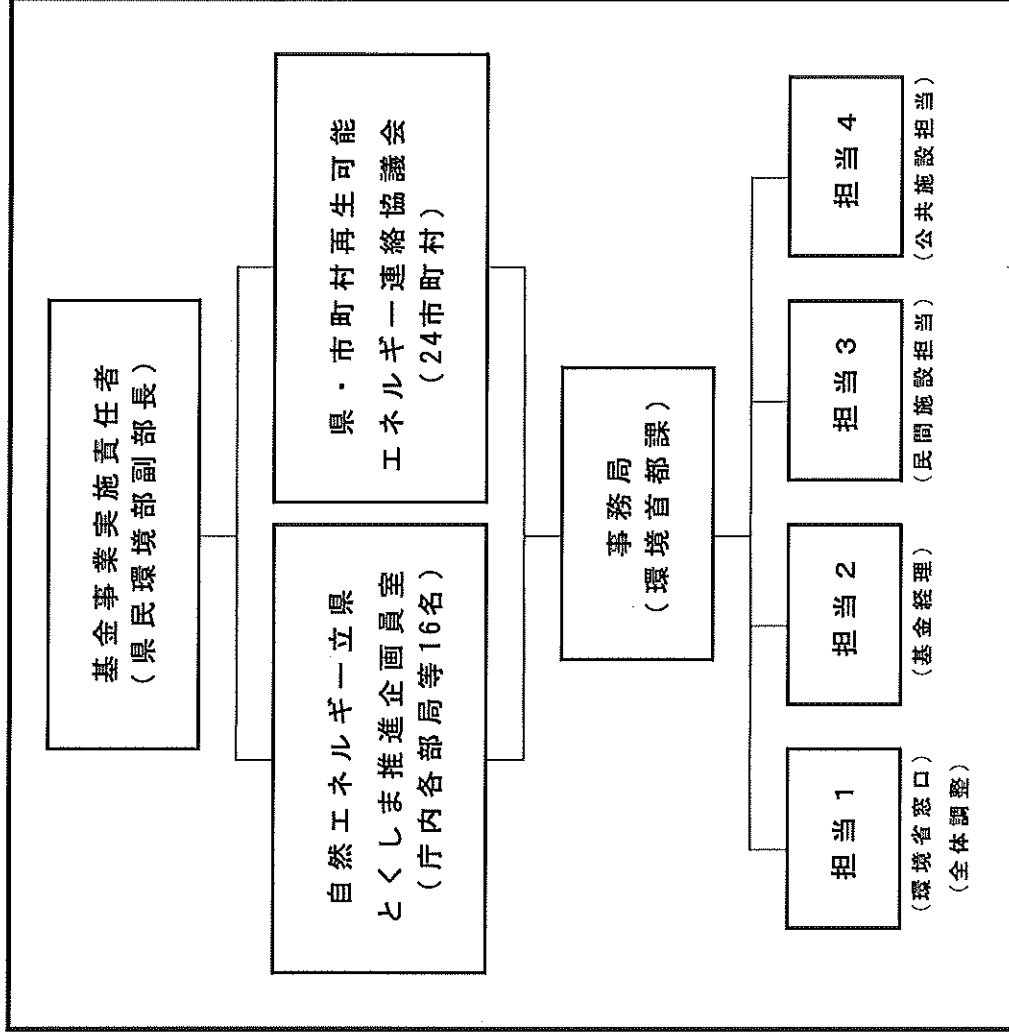 基金事業実施責任者
（県民環境部副部長）
自然エネルギー立県
とくしま推進企画員室
（庁内各部局等16名）
県・市町村再生可能
エネルギー連絡協議会
（24市町村）
事務局
（環境首都課）
担当１
（環境省窓口）
（全体調整）
担当２
（基金経理）
担当３
（民間施設担当）
担当４
（公共施設担当）